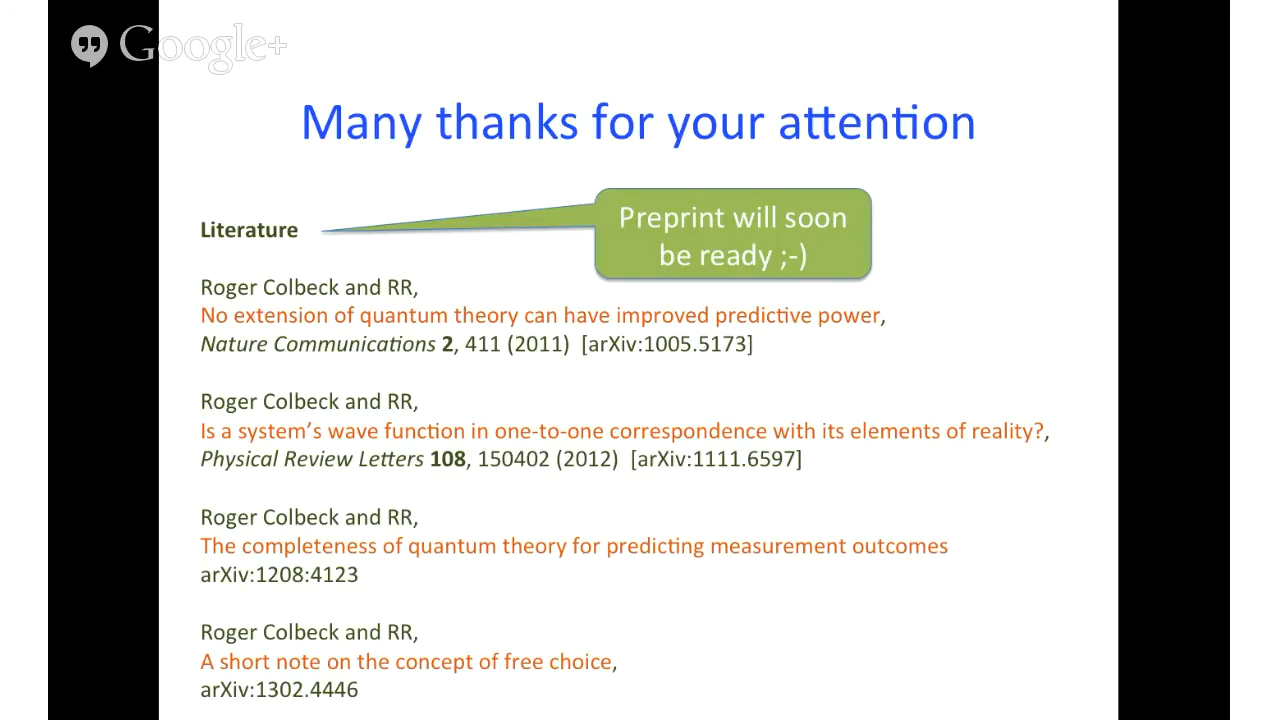 Google+
Many thanks for your attention
Preprint will soon
be ready ;-)
Literature
Roger Colbeck and RR,
No extension of quantum theory can have improved predictive power,
Nature Communications 2, 411 (2011) [arXiv:1005.5173]
Roger Colbeck and RR,
Is a system's wave function in one-to-one correspondence with its elements of reality?,
Physical Review Letters 108, 150402 (2012) [arXiv:1111.6597]
Roger Colbeck and RR,
The completeness of quantum theory for predicting measurement outcomes
arXiv:1208:4123
Roger Colbeck and RR,
A short note on the concept of free choice,
arXiv:1302.4446